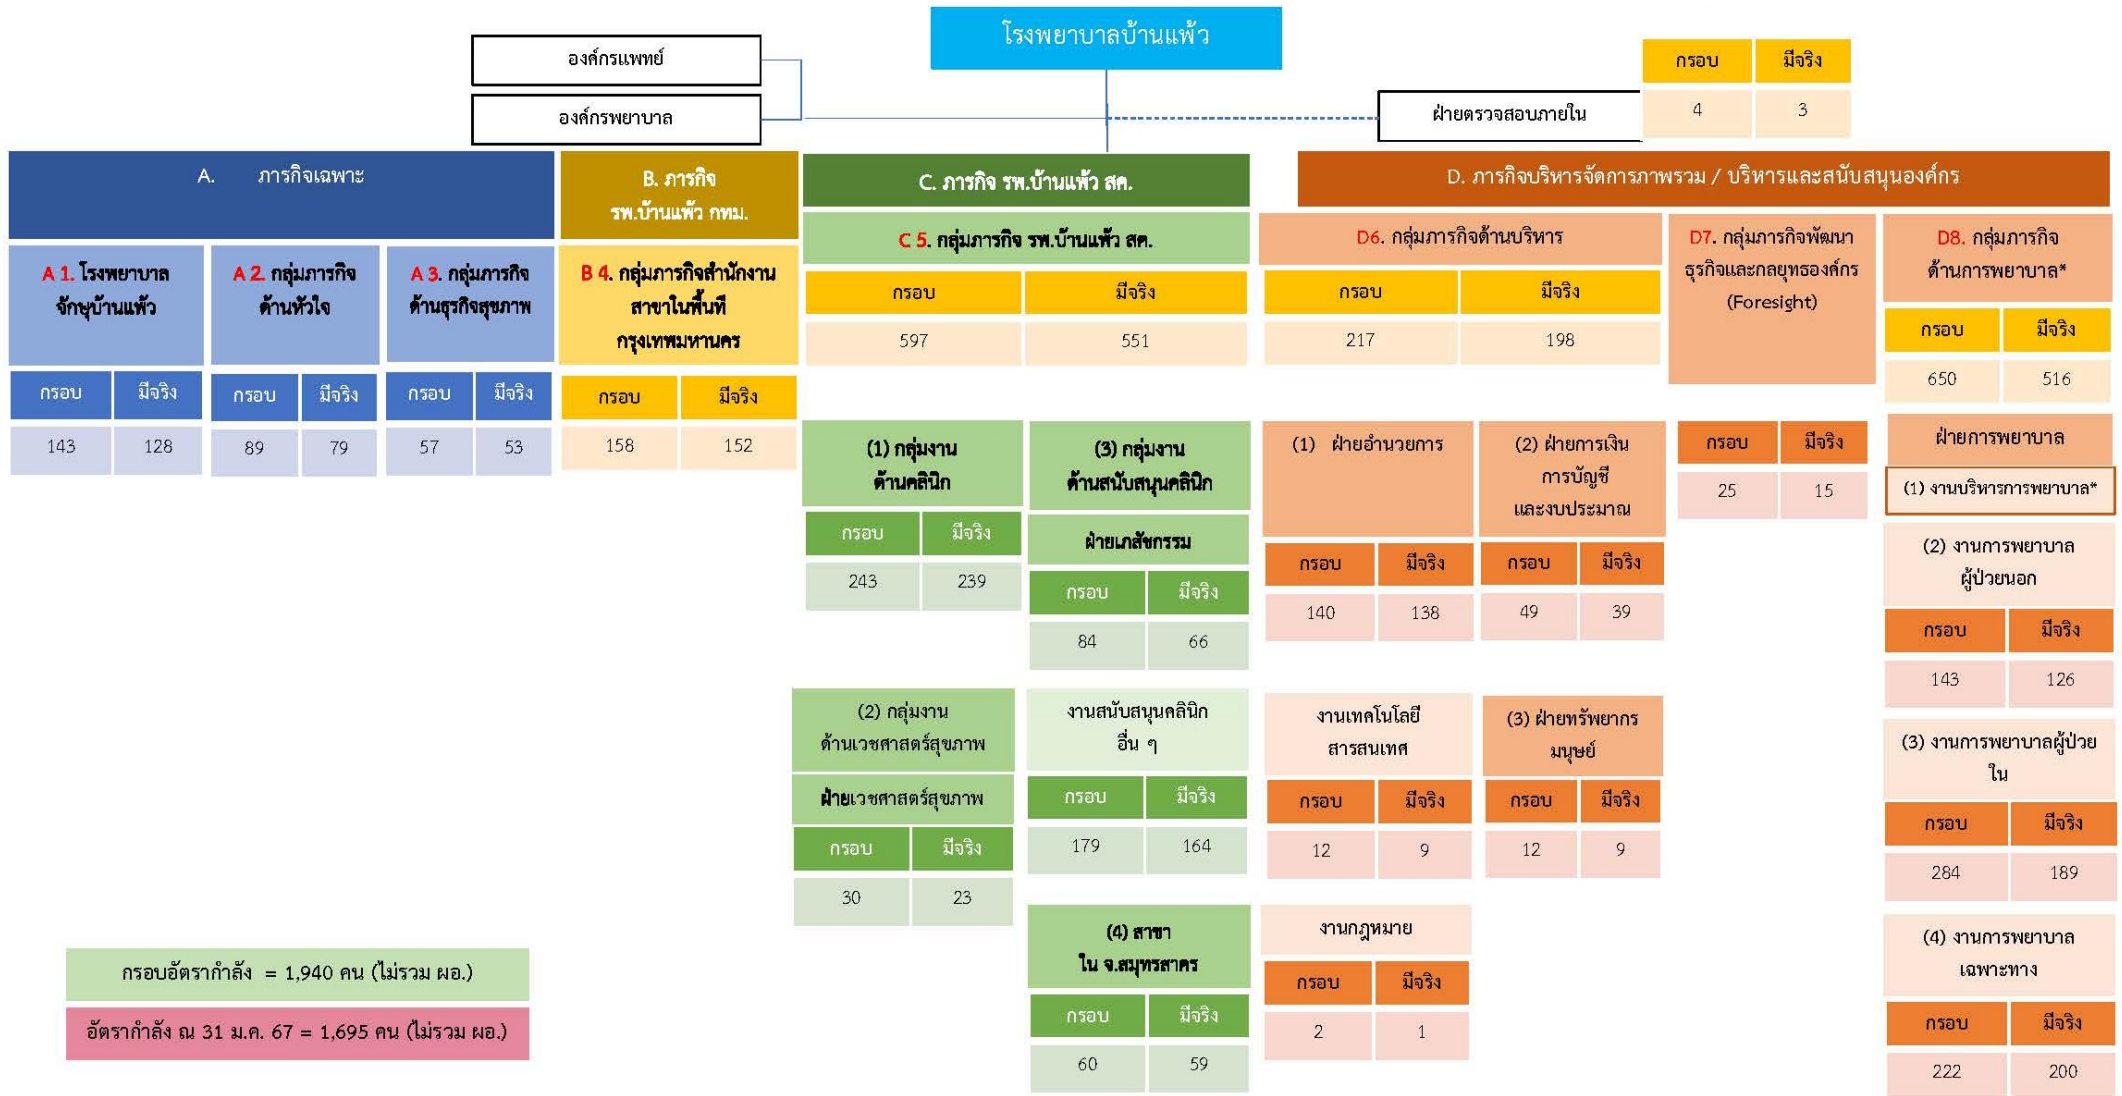 โรงพยาบาลบ้านแพ้ว
องค์กรแพทย์
องค์กรพยาบาล
กรอบ มีจริง
ฝ่ายตรวจสอบภายใน 4 3
A. ภารกิจเฉพาะ
A 1. โรงพยาบาล
จักษุบ้านแพ้ว
กรอบ มีจริง
143 128
A 2. กลุ่มภารกิจ
ด้านหัวใจ
กรอบ มีจริง
89 79
A 3. กลุ่มภารกิจ
ด้านธุรกิจสุขภาพ
กรอบ มีจริง
57 53
B. ภารกิจ
รพ.บ้านแพ้ว กทม.
B 4. กลุ่มภารกิจสำนักงาน
สาขาในพื้นที่
กรุงเทพมหานคร
กรอบ มีจริง
158 152
C. ภารกิจ รพ.บ้านแพ้ว สค.
C 5. กลุ่มภารกิจ รพ.บ้านแพ้ว สค.
กรอบ มีจริง
597 551
(1) กลุ่มงาน
ด้านคลินิก
กรอบ มีจริง
243 239
(2) กลุ่มงาน
ด้านเวชศาสตร์สุขภาพ
ฝ่ายเวชศาสตร์สุขภาพ
กรอบ มีจริง
30 23
(3) กลุ่มงาน
ด้านสนับสนุนคลินิก
ฝ่ายเภสัชกรรม
กรอบ มีจริง
84 66
งานสนับสนุนคลินิก
อื่น ๆ
กรอบ มีจริง
179 164
(4) สาขา
ใน จ.สมุทรสาคร
กรอบ มีจริง
60 59
D. ภารกิจบริหารจัดการภาพรวม / บริหารและสนับสนุนองค์กร
D6. กลุ่มภารกิจด้านบริหาร
กรอบ มีจริง
217 198
(1) ฝ่ายอำนวยการ
กรอบ มีจริง
140 138
(2) ฝ่ายการเงิน
การบัญชี
และงบประมาณ
กรอบ มีจริง
49 39
งานเทคโนโลยี
สารสนเทศ
กรอบ มีจริง
12 9
(3) ฝ่ายทรัพยากร
มนุษย์
กรอบ มีจริง
12 9
งานกฎหมาย
กรอบ มีจริง
2 1
D7. กลุ่มภารกิจพัฒนา
ธุรกิจและกลยุทธองค์กร
(Foresight)
กรอบ มีจริง
25 15
D8. กลุ่มภารกิจ
ด้านการพยาบาล*
กรอบ มีจริง
650 516
ฝ่ายการพยาบาล
(1) งานบริหารการพยาบาล*
(2) งานการพยาบาล
ผู้ป่วยนอก
กรอบ มีจริง
143 126
(3) งานการพยาบาลผู้ป่วย
ใน
กรอบ มีจริง
284 189
(4) งานการพยาบาล
เฉพาะทาง
กรอบ มีจริง
222 200
กรอบอัตรากำลัง = 1,940 คน (ไม่รวม ผอ.)
อัตรากำลัง ณ 31 ม.ค. 67 = 1,695 คน (ไม่รวม ผอ.)